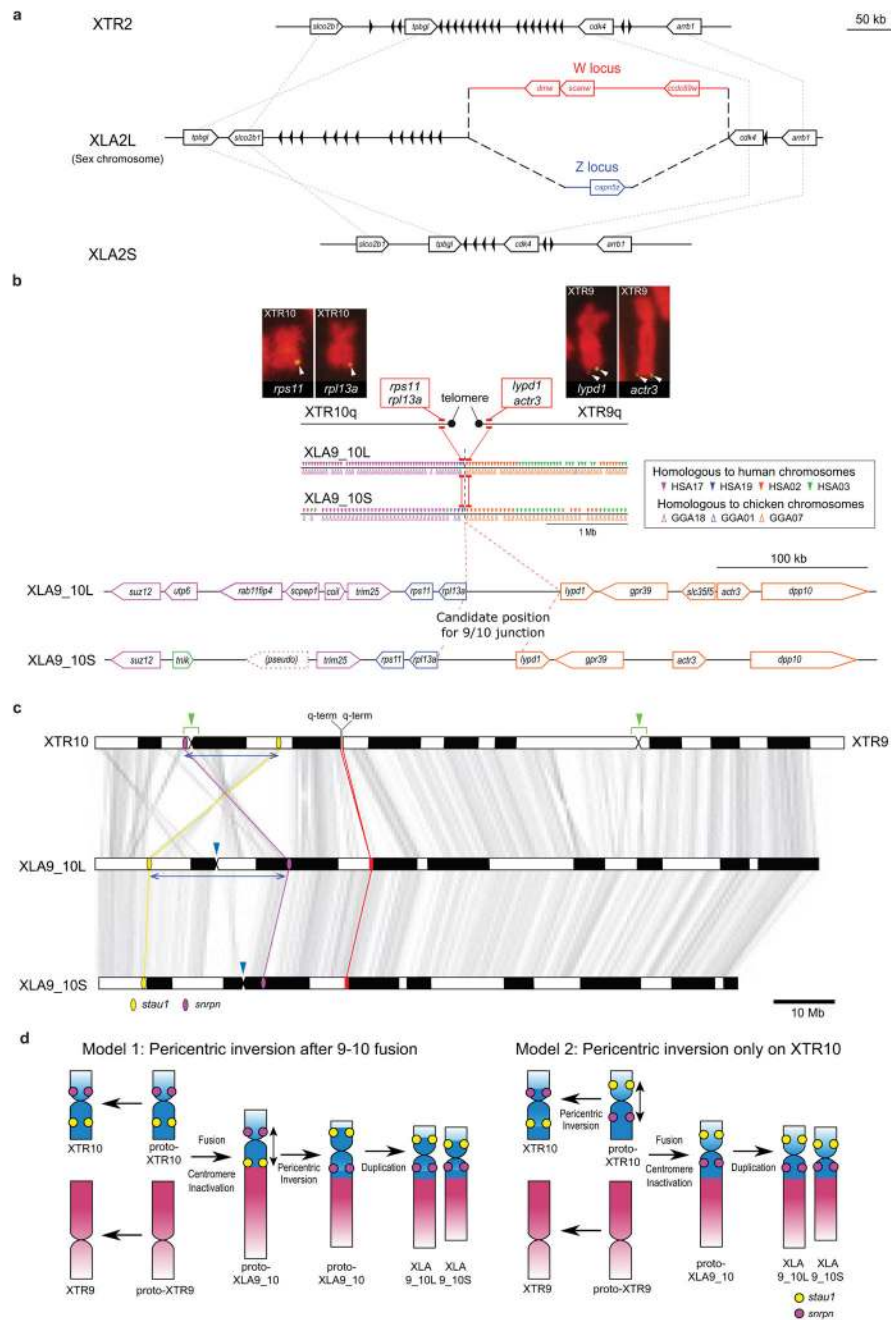 a
XTR2
slco2b1
tpbgl
cdk4
arrb1
50 kb
W locus
dmw
scanw
ccdc69w
XLA2L
(Sex chromosome)
tpbgl
slco2b1
cdk4
arrb1
Z locus
capn5z
XLA2S
slco2b1
tpbgl
cdk4
arrb1
b
XTR10
XTR10
rps11
rpl13a
XTR9
XTR9
lypd1
actr3
rps11
rpl13a
telomere
lypd1
actr3
XTR10q
XTR9q
XLA9_10L
XLA9_10S
1 Mb
Homologous to human chromosomes
HSA17 HSA19 HSA02 HSA03
Homologous to chicken chromosomes
GGA18 GGA01 GGA07
100 kb
XLA9_10L
suz12
utp6
rab11fip4
scpep1
coil
trim25
rps11
rpl13a
lypd1
gpr39
slc35f5
actr3
dpp10
Candidate position
for 9/10 junction
XLA9_10S
suz12
tnik
(pseudo)
trim25
rps11
rpl13a
lypd1
gpr39
actr3
dpp10
c
q-term q-term
XTR10
XTR9
XLA9_10L
XLA9_10S
stau1
snrpn
10 Mb
d
Model 1: Pericentric inversion after 9-10 fusion
XTR10
proto-
XTR10
Fusion
Centromere
Inactivation
Pericentric
Inversion
Duplication
XTR9
proto-XTR9
proto-
XLA9_10
proto-
XLA9_10
XLA
9_10L
XLA
9_10S
Model 2: Pericentric inversion only on XTR10
XTR10
Pericentric
Inversion
proto-
XTR10
Fusion
Centromere
Inactivation
Duplication
XTR9
proto-XTR9
proto-
XLA9_10
XLA
9_10L
XLA
9_10S
stau1
snrpn